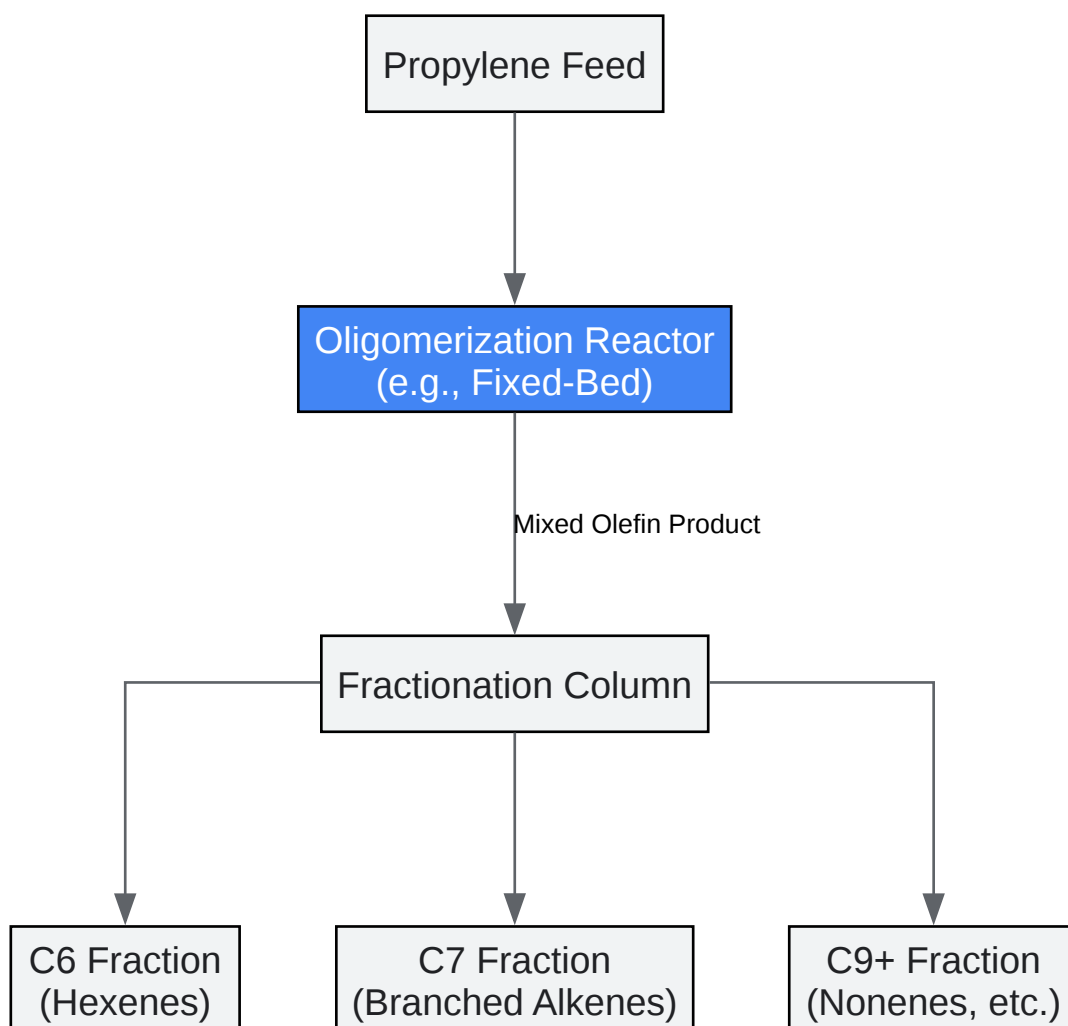 Propylene Feed
Oligomerization Reactor
(e.g., Fixed-Bed)
Mixed Olefin Product
Fractionation Column
C6 Fraction
(Hexenes)
C7 Fraction
(Branched Alkenes)
C9+ Fraction
(Nonenes, etc.)